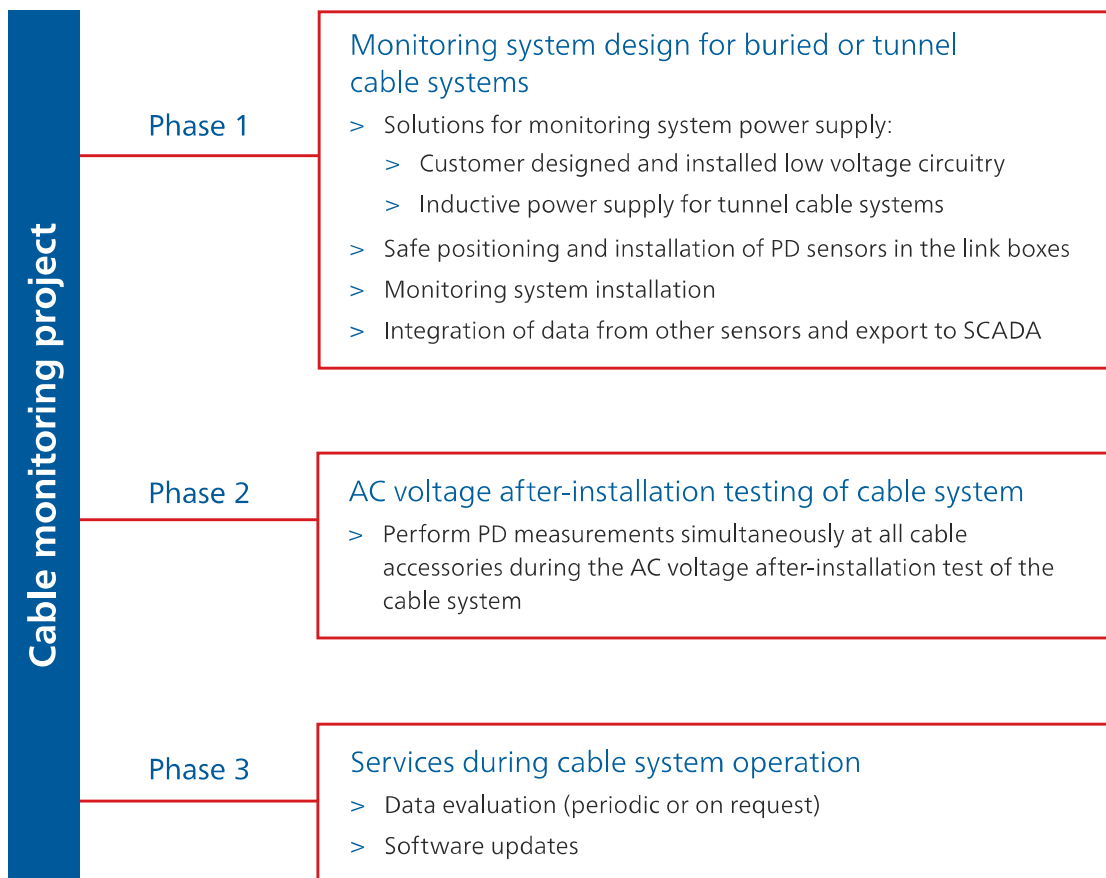 Cable monitoring project
Phase 1
Monitoring system design for buried or tunnel
cable systems
> Solutions for monitoring system power supply:
> Customer designed and installed low voltage circuitry
> Inductive power supply for tunnel cable systems
> Safe positioning and installation of PD sensors in the link boxes
> Monitoring system installation
> Integration of data from other sensors and export to SCADA
Phase 2
AC voltage after-installation testing of cable system
> Perform PD measurements simultaneously at all cable
accessories during the AC voltage after-installation test of the
cable system
Phase 3
Services during cable system operation
> Data evaluation (periodic or on request)
> Software updates